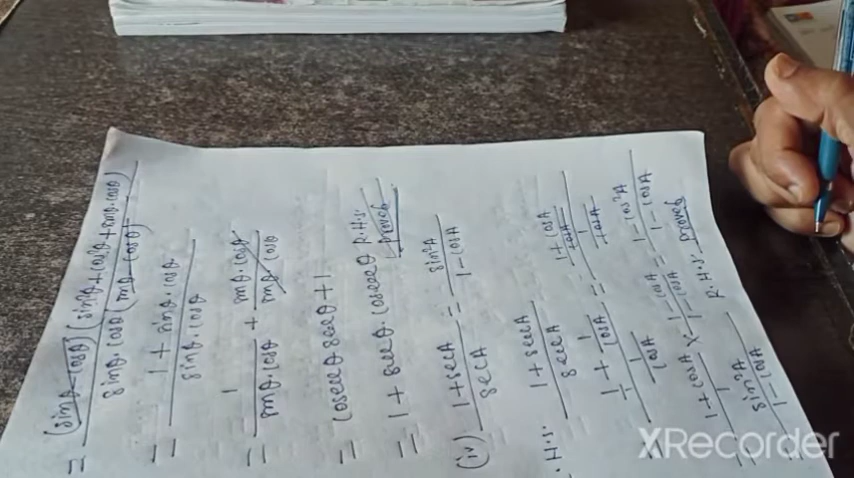 = (sinθ - cosθ) (sin²θ + cos²θ + sinθ. cosθ) / sinθ. cosθ (sinθ - cosθ)
= 1 + sinθ. cosθ / sinθ. cosθ
= 1 / sinθ. cosθ + sinθ. cosθ / sinθ. cosθ
= cosecθ secθ + 1
= 1 + secθ. cosecθ R.H.S. Proved
(iv) 1 + secA / secA = sin²A / 1 - cosA
.H.S. 1 + secA / secA
= 1/1 + 1/cosA / 1/cosA = 1 + cosA / cosA / 1/cosA
= 1 + cosA / 1 × 1 - cosA / 1 - cosA = 1 - cos²A / 1 - cosA
= sin²A / 1 - cosA R.H.S. Proved
XRecorder